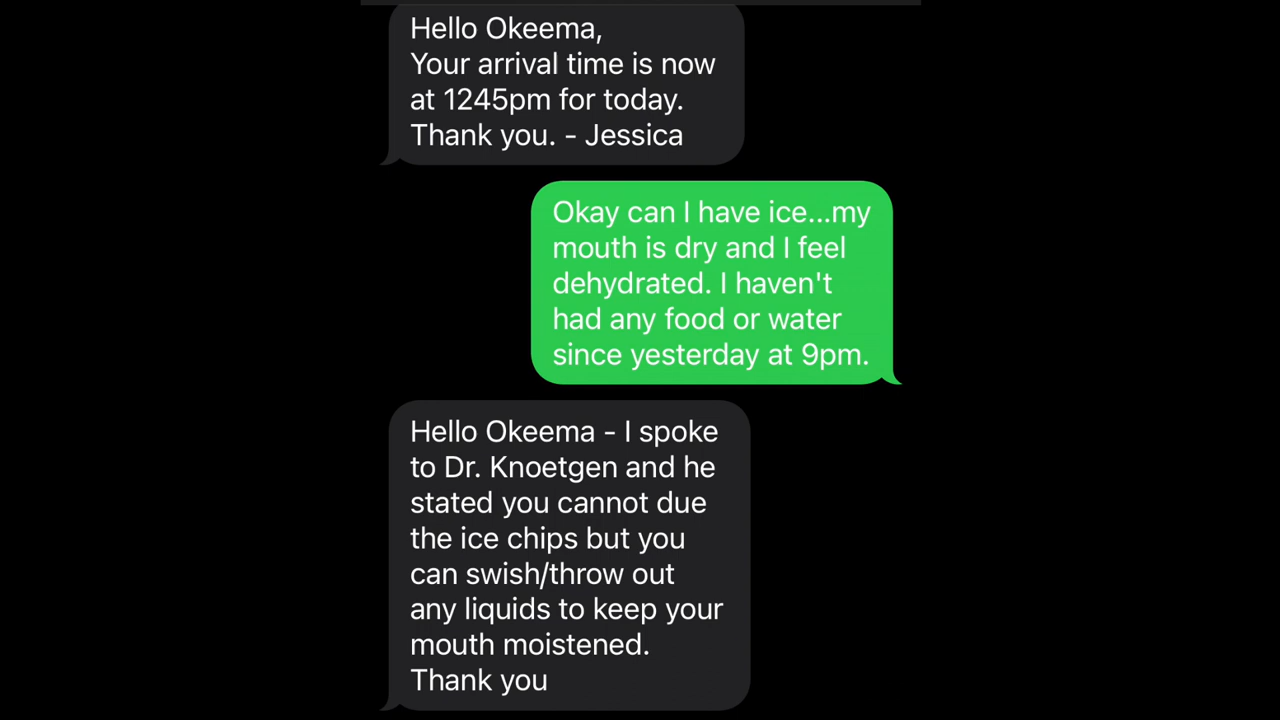 Hello Okeema,
Your arrival time is now
at 1245pm for today.
Thank you. - Jessica
Okay can I have ice...my
mouth is dry and I feel
dehydrated. I haven't
had any food or water
since yesterday at 9pm.
Hello Okeema - I spoke
to Dr. Knoetgen and he
stated you cannot due
the ice chips but you
can swish/throw out
any liquids to keep your
mouth moistened.
Thank you